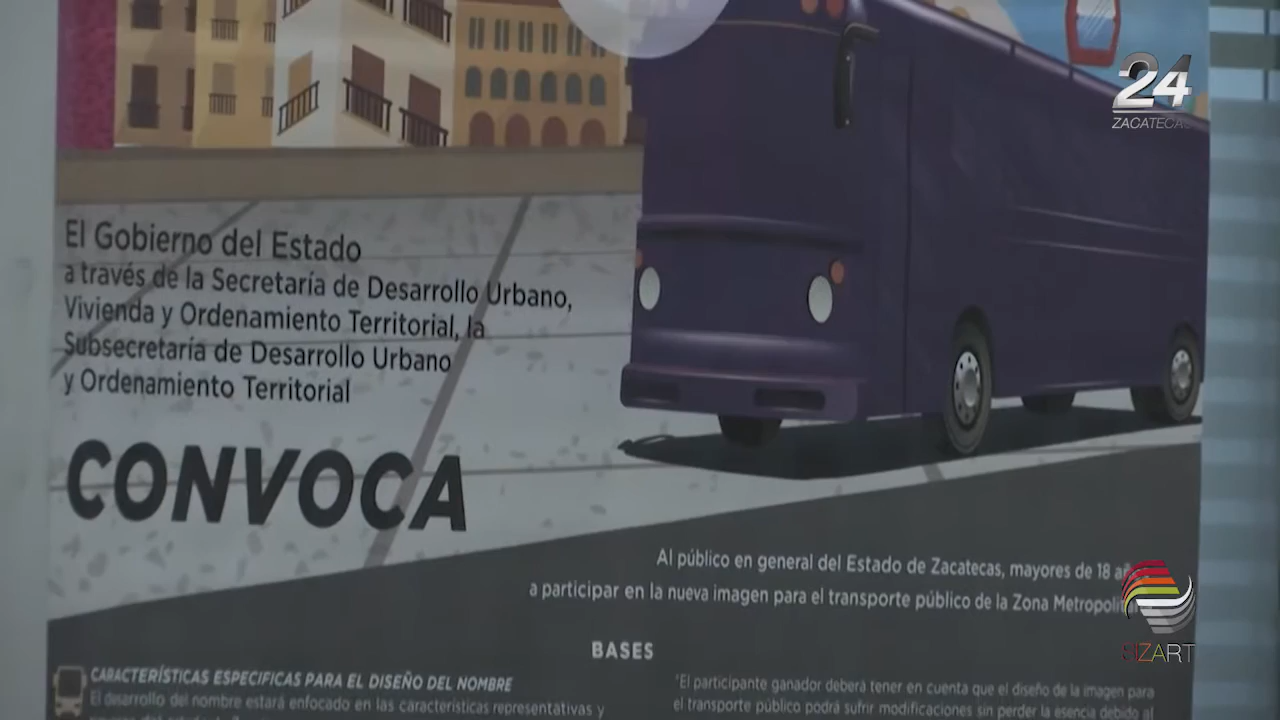 24
ZACATECAS
El Gobierno del Estado
a través de la Secretaría de Desarrollo Urbano,
Vivienda y Ordenamiento Territorial, la
Subsecretaría de Desarrollo Urbano
y Ordenamiento Territorial
CONVOCA
Al público en general del Estado de Zacatecas, mayores de 18
a participar en la nueva imagen para el transporte público de la Zona
SIZART
BASES
CARACTERÍSTICAS ESPECIFICAS PARA EL DISEÑO DEL NOMBRE
El desarrollo del nombre estará enfocado en las características representativas y
*El participante ganador deberá tener en cuenta que el diseño de la imagen para
el transporte público podrá sufrir modificaciones sin perder la esencia debido al